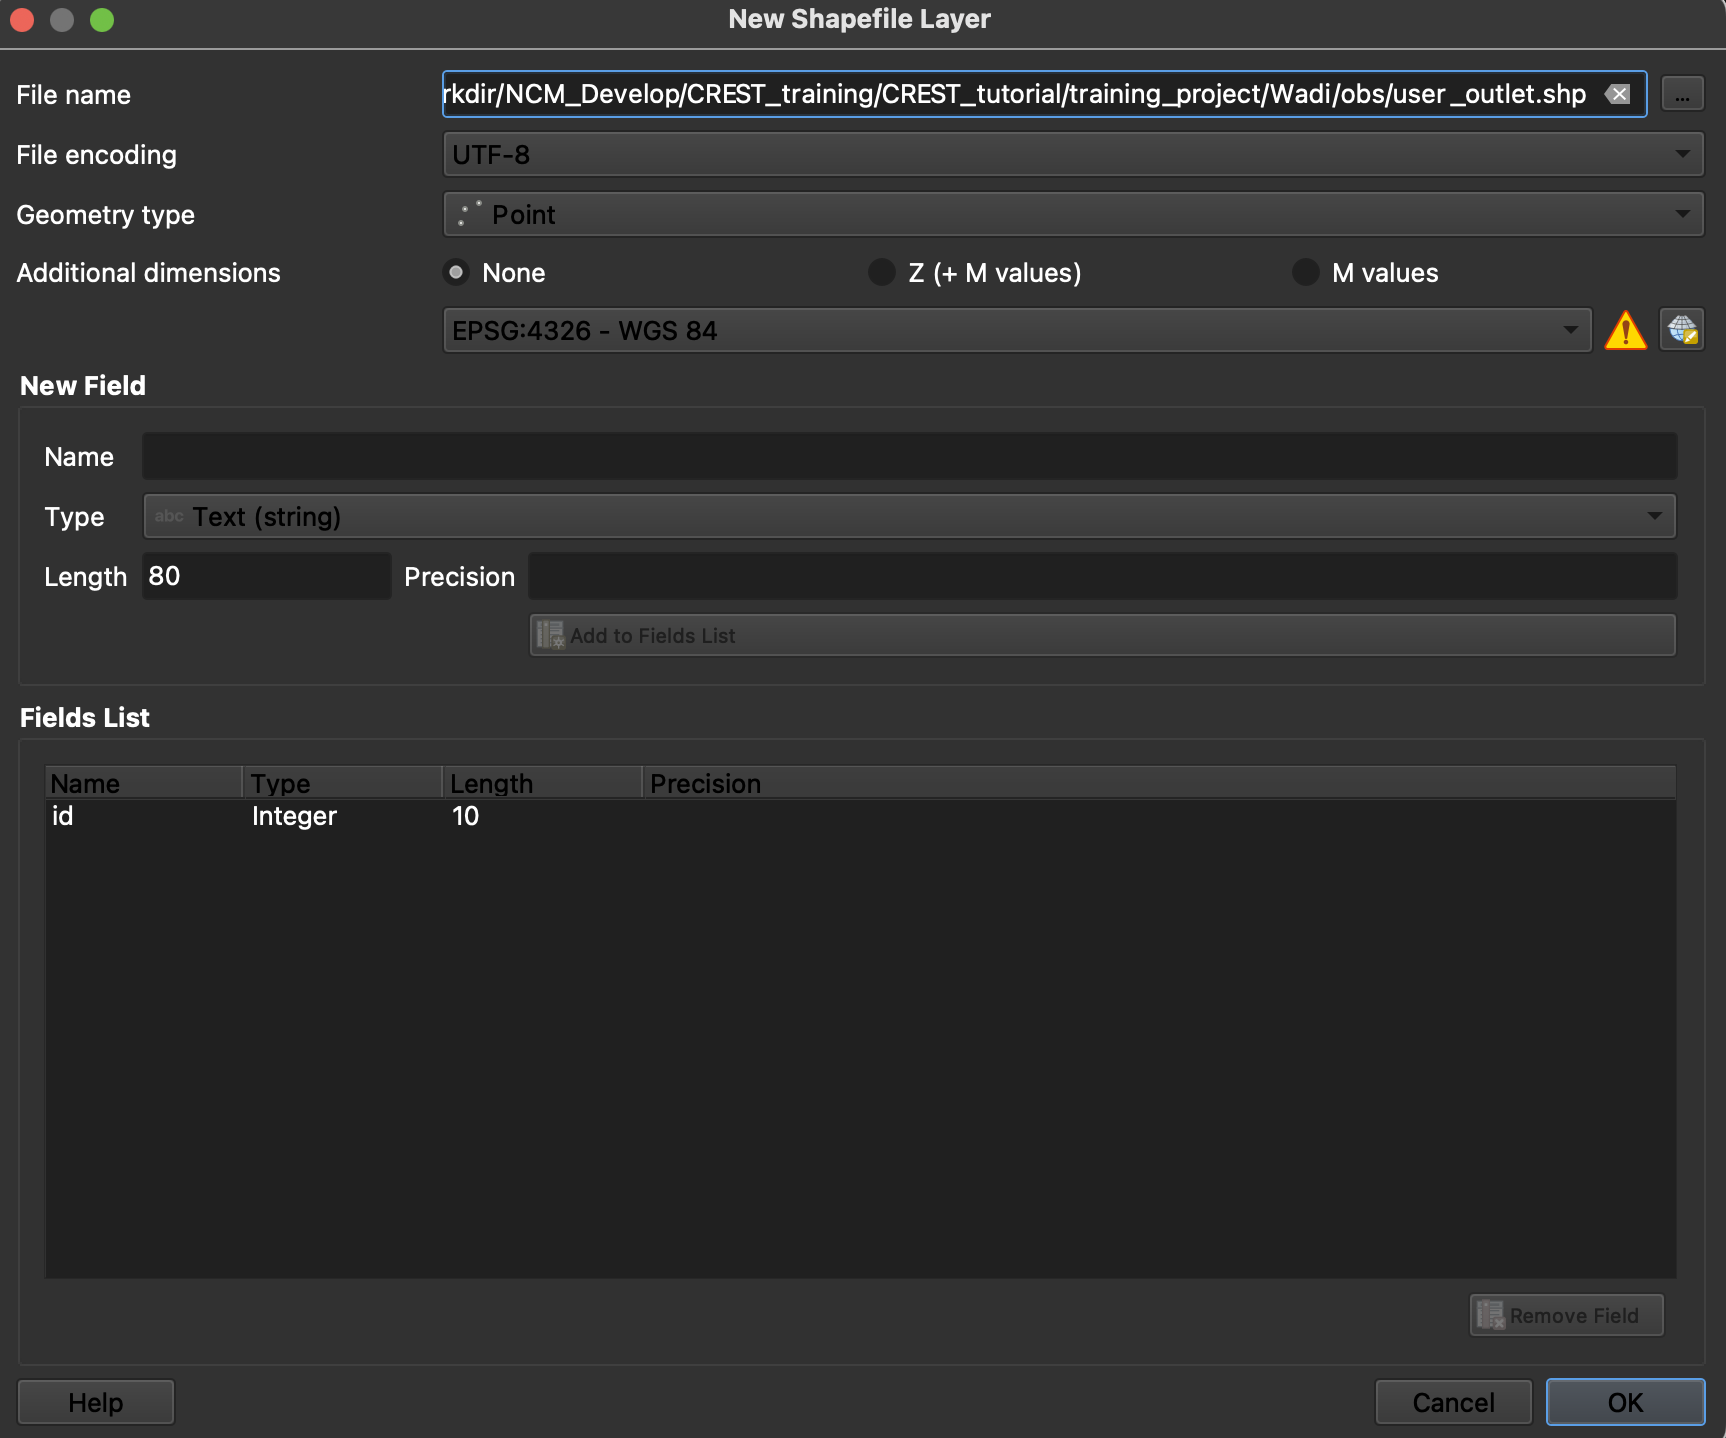 New Shapefile Layer
File name rkdir/NCM_Develop/CREST_training/CREST_tutorial/training_project/Wadi/obs/user_outlet.shp ...
File encoding UTF-8
Geometry type Point
Additional dimensions None Z (+ M values) M values
EPSG:4326 - WGS 84
New Field
Name
Type abc Text (string)
Length 80 Precision
Add to Fields List
Fields List
Name Type Length Precision
id Integer 10
Remove Field
Help Cancel OK